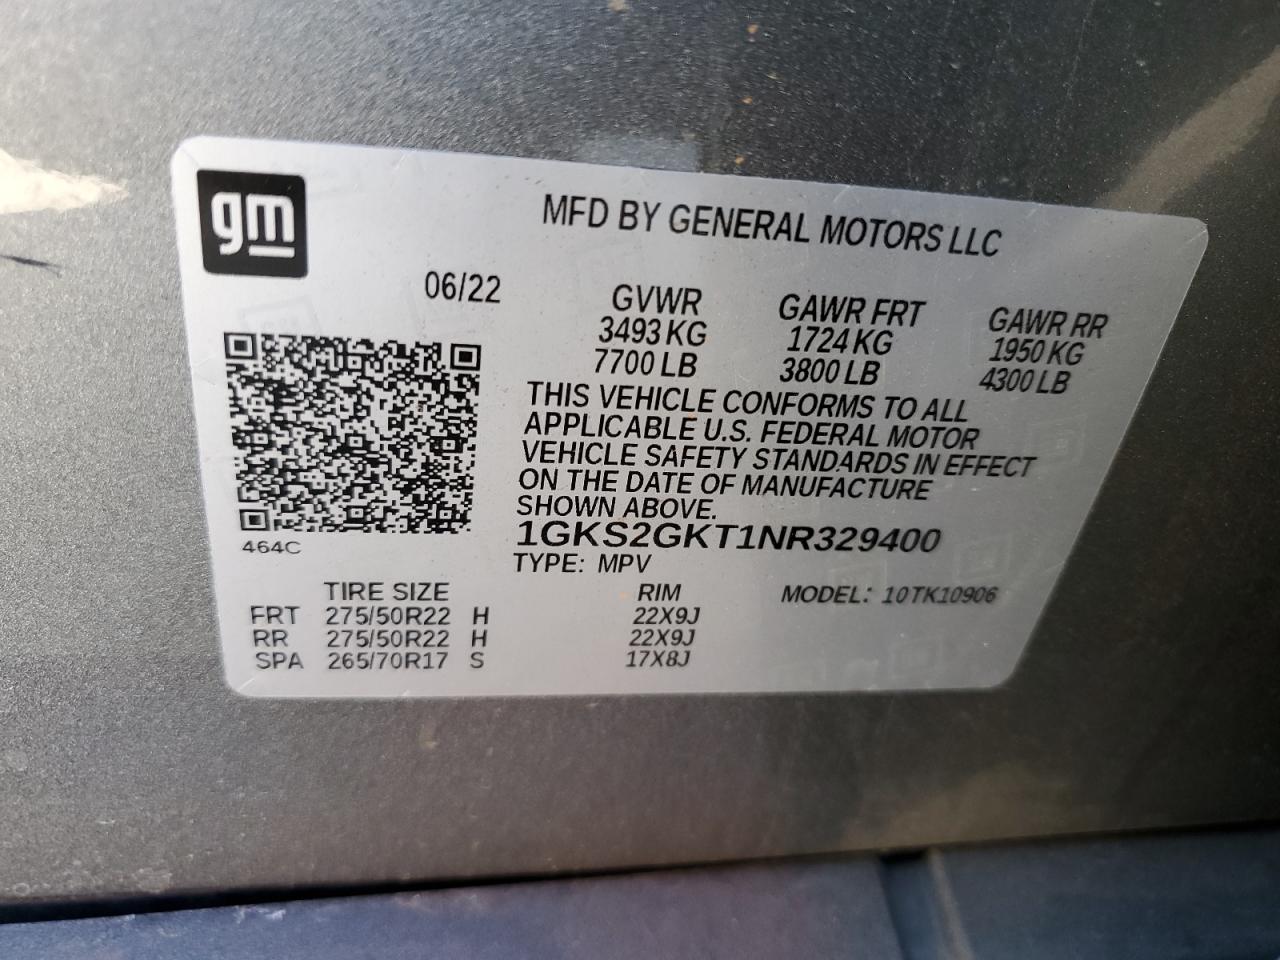 gm
MFD BY GENERAL MOTORS LLC
06/22
GVWR GAWR FRT GAWR RR
3493 KG 1724 KG 1950 KG
7700 LB 3800 LB 4300 LB
THIS VEHICLE CONFORMS TO ALL
APPLICABLE U.S. FEDERAL MOTOR
VEHICLE SAFETY STANDARDS IN EFFECT
ON THE DATE OF MANUFACTURE
SHOWN ABOVE.
1GKS2GKT1NR329400
464C
TYPE: MPV
TIRE SIZE RIM MODEL: 10TK10906
FRT 275/50R22 H 22X9J
RR 275/50R22 H 22X9J
SPA 265/70R17 S 17X8J